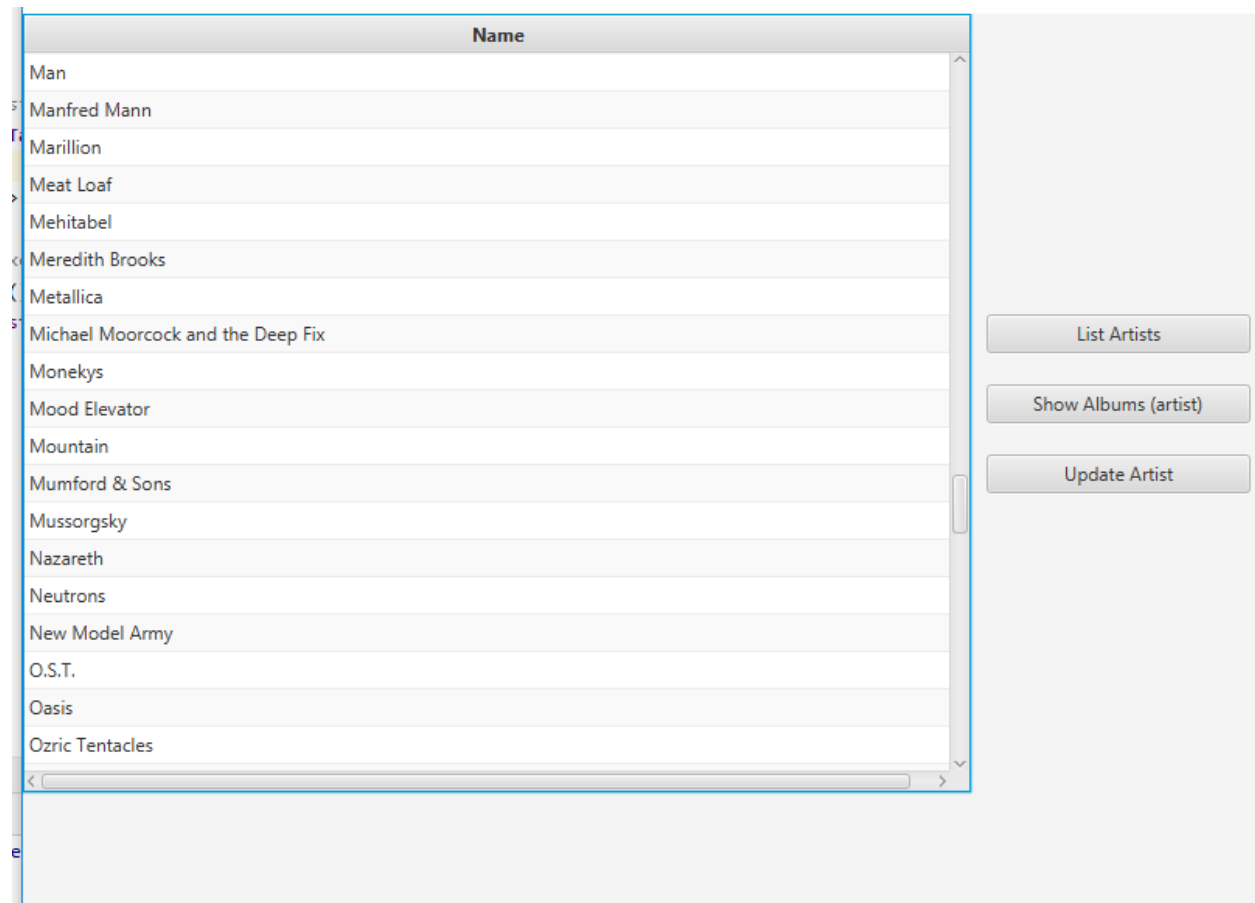 Name
Man
Manfred Mann
Marillion
Meat Loaf
Mehitabel
Meredith Brooks
Metallica
Michael Moorcock and the Deep Fix
Monekys
Mood Elevator
Mountain
Mumford & Sons
Mussorgsky
Nazareth
Neutrons
New Model Army
O.S.T.
Oasis
Ozric Tentacles
List Artists
Show Albums (artist)
Update Artist